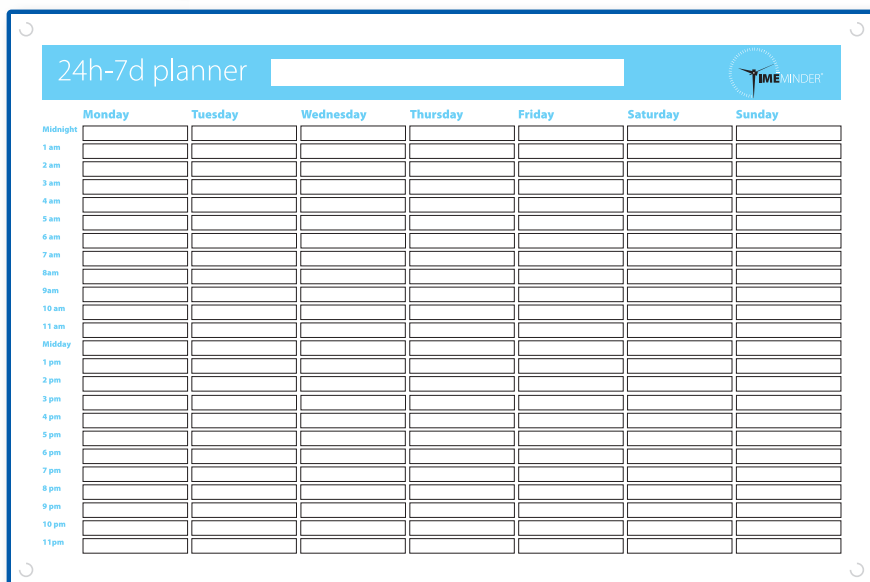 24h-7d planner
TIMEMINDER
Monday Tuesday Wednesday Thursday Friday Saturday Sunday
Midnight
1 am
2 am
3 am
4 am
5 am
6 am
7 am
8am
9am
10 am
11 am
Midday
1 pm
2 pm
3 pm
4 pm
5 pm
6 pm
7 pm
8 pm
9 pm
10 pm
11pm